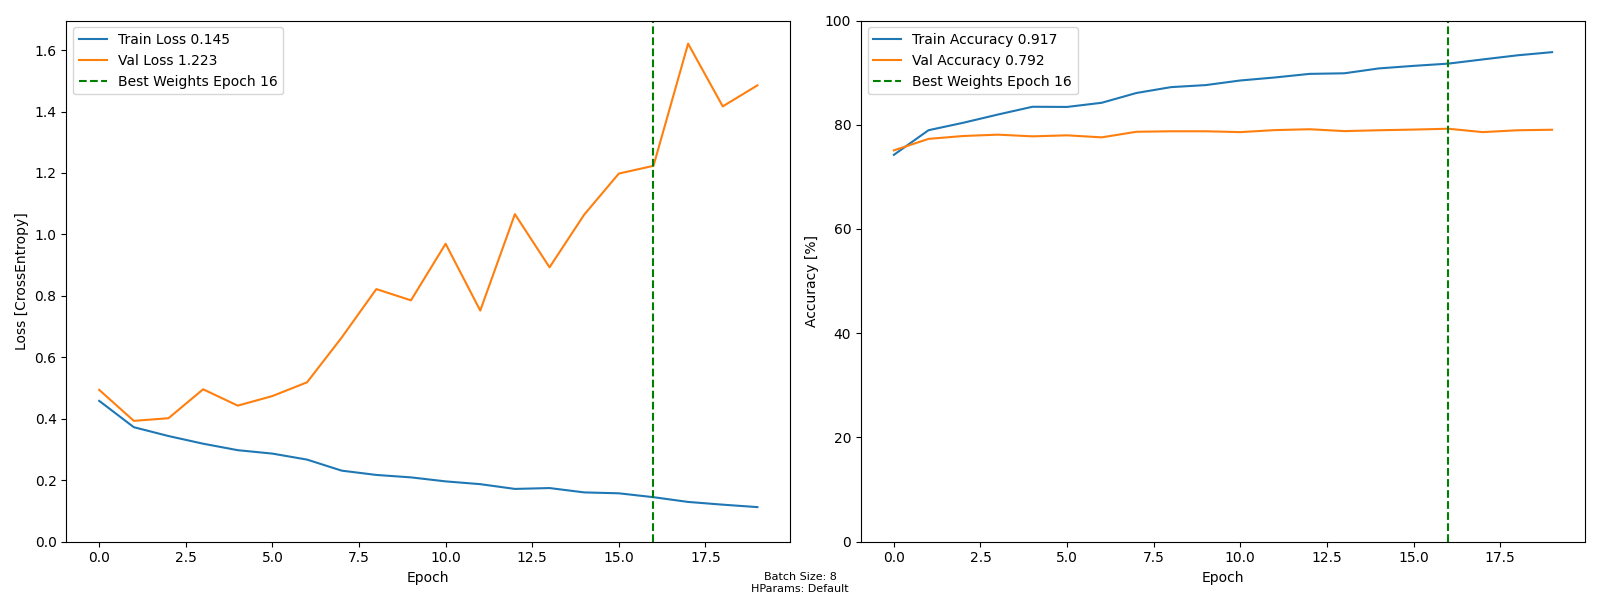 Train Loss 0.145
Val Loss 1.223
Best Weights Epoch 16
Loss [CrossEntropy]
1.6
1.4
1.2
1.0
0.8
0.6
0.4
0.2
0.0
0.0 2.5 5.0 7.5 10.0 12.5 15.0 17.5
Epoch
Train Accuracy 0.917
Val Accuracy 0.792
Best Weights Epoch 16
Accuracy [%]
100
80
60
40
20
0
0.0 2.5 5.0 7.5 10.0 12.5 15.0 17.5
Epoch
Batch Size: 8
HParams: Default